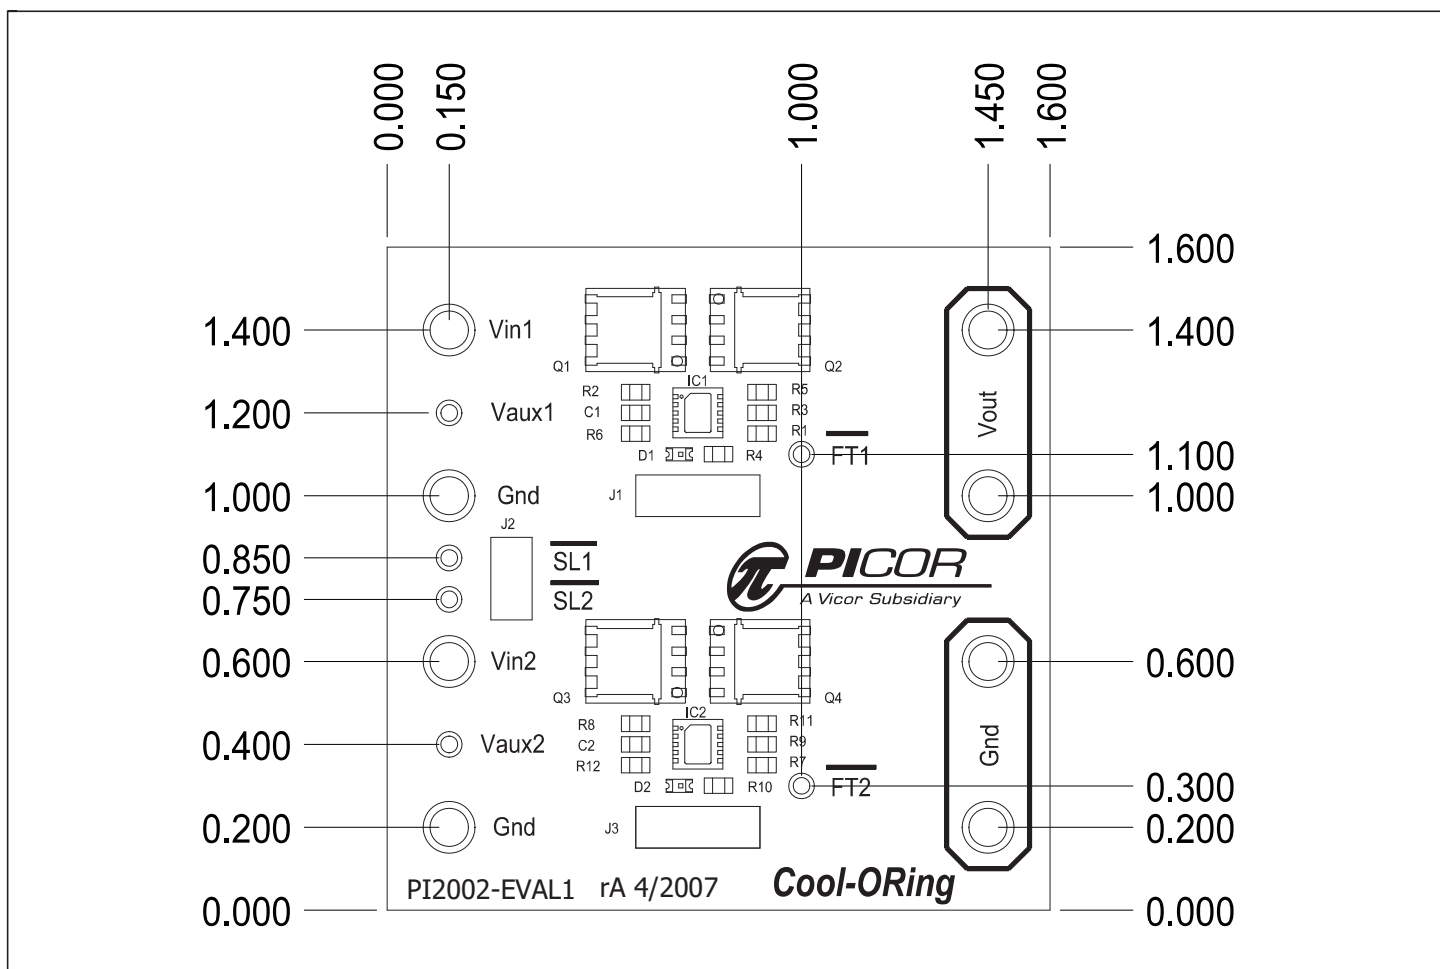 0.000
0.150
1.000
1.450
1.600
1.600
1.400
Vin1
1.400
Q1
Q2
IC1
R2
R5
1.200
Vaux1
C1
R3
Vout
R6
R1
D1
R4
FT1
1.100
1.000
Gnd
J1
1.000
J2
0.850
SL1
PICOR
0.750
SL2
A Vicor Subsidiary
0.600
Vin2
0.600
Q3
Q4
IC2
R8
R11
0.400
Vaux2
C2
R9
Gnd
R12
R7
D2
R10
FT2
0.300
0.200
Gnd
J3
0.200
PI2002-EVAL1 rA 4/2007
Cool-ORing
0.000
0.000